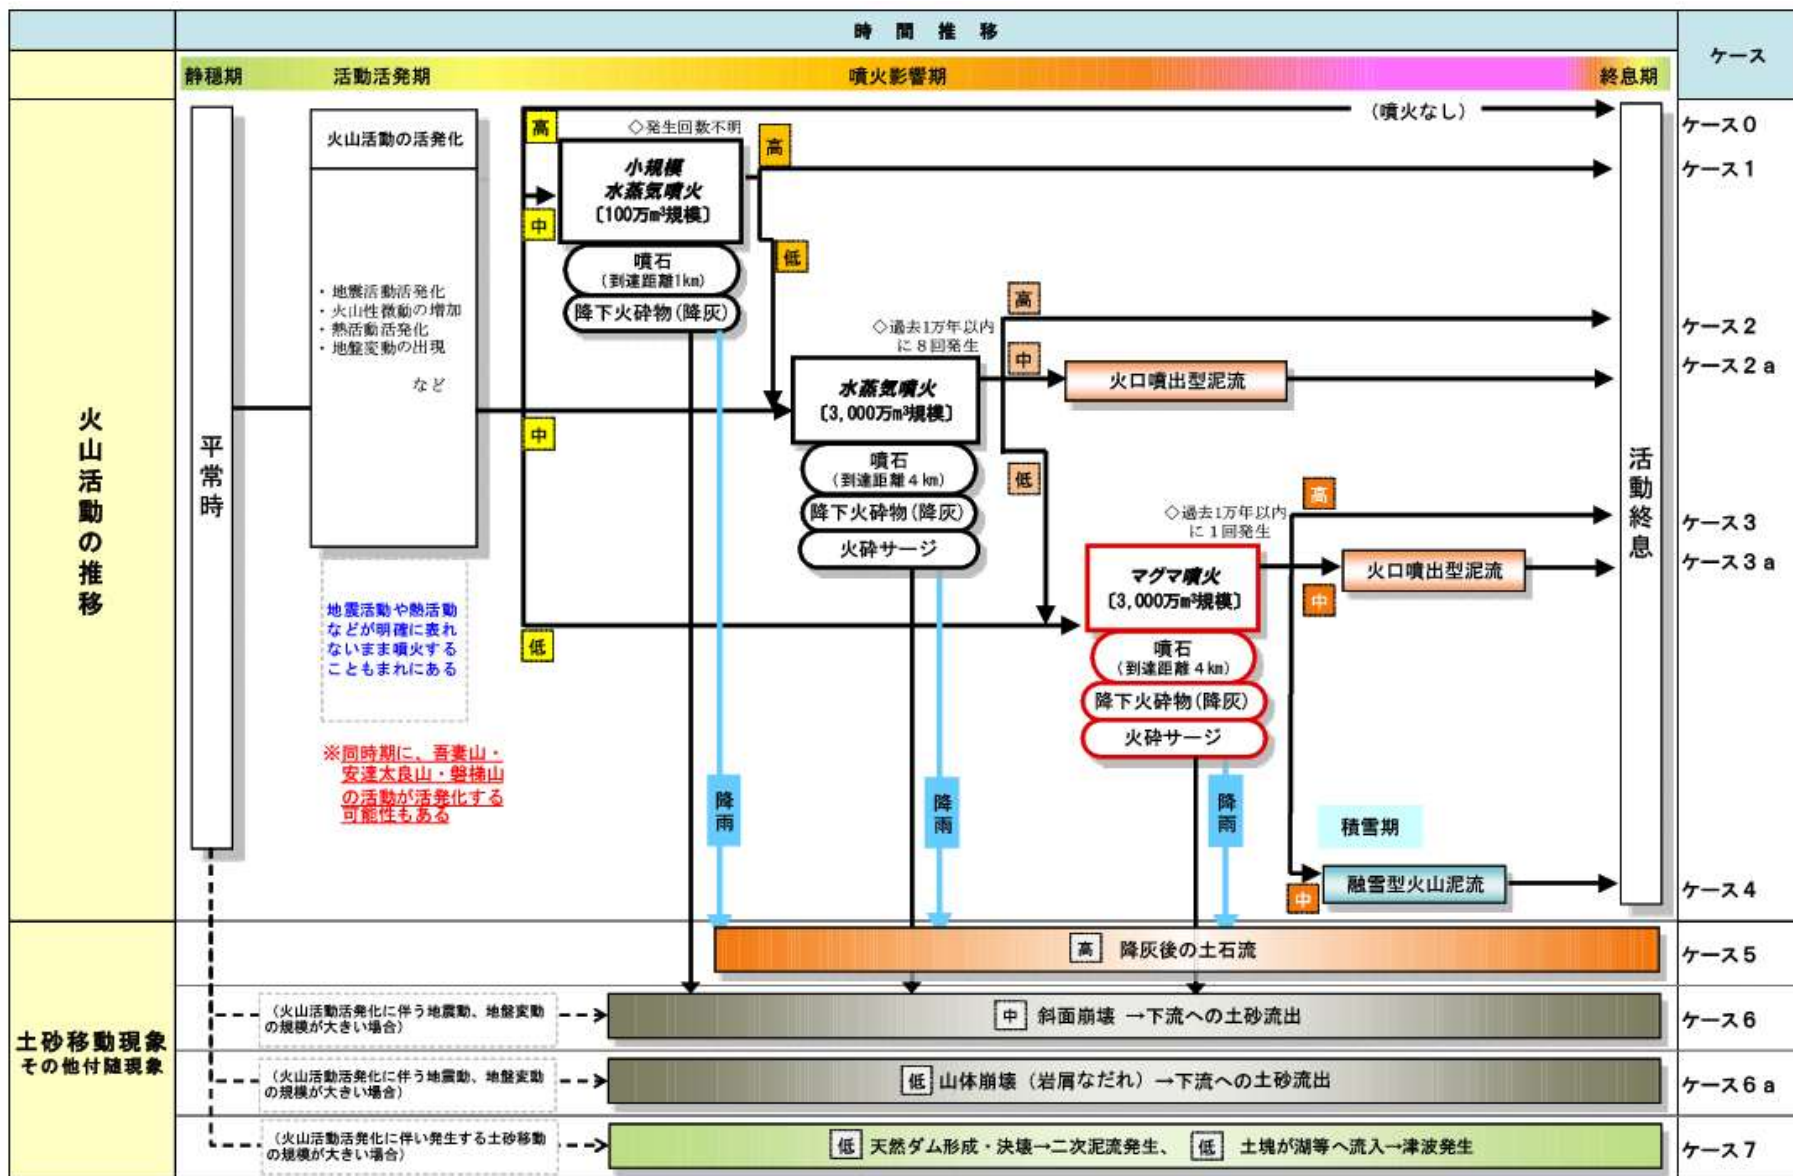 時間推移
ケース
静穏期
活動活発期
噴火影響期
終息期
火山活動の推移
平常時
火山活動の活発化
・地震活動活発化
・火山性微動の増加
・熱活動活発化
・地盤変動の出現
など
地震活動や熱活動
などが明確に表れ
ないまま噴火する
こともまれにある
※同時期に、吾妻山・
安達太良山・磐梯山
の活動が活発化する
可能性もある
高
(噴火なし)
ケース0
◇発生回数不明
高
ケース1
小規模
水蒸気噴火
〔100万m³規模〕
中
噴石
(到達距離1km)
降下火砕物(降灰)
低
高
ケース2
◇過去1万年以内
に8回発生
中
火口噴出型泥流
ケース2a
中
水蒸気噴火
〔3,000万m³規模〕
噴石
(到達距離4km)
降下火砕物(降灰)
火砕サージ
低
高
ケース3
◇過去1万年以内
に1回発生
火口噴出型泥流
ケース3a
中
低
マグマ噴火
〔3,000万m³規模〕
噴石
(到達距離4km)
降下火砕物(降灰)
火砕サージ
降雨
降雨
降雨
積雪期
中
融雪型火山泥流
ケース4
活動終息
土砂移動現象
その他付随現象
高 降灰後の土石流
ケース5
(火山活動活発化に伴う地震動、地盤変動
の規模が大きい場合)
中 斜面崩壊 →下流への土砂流出
ケース6
(火山活動活発化に伴う地震動、地盤変動
の規模が大きい場合)
低 山体崩壊(岩屑なだれ)→下流への土砂流出
ケース6a
(火山活動活発化に伴い発生する土砂移動
の規模が大きい場合)
低 天然ダム形成・決壊→二次泥流発生、 低 土塊が湖等へ流入→津波発生
ケース7